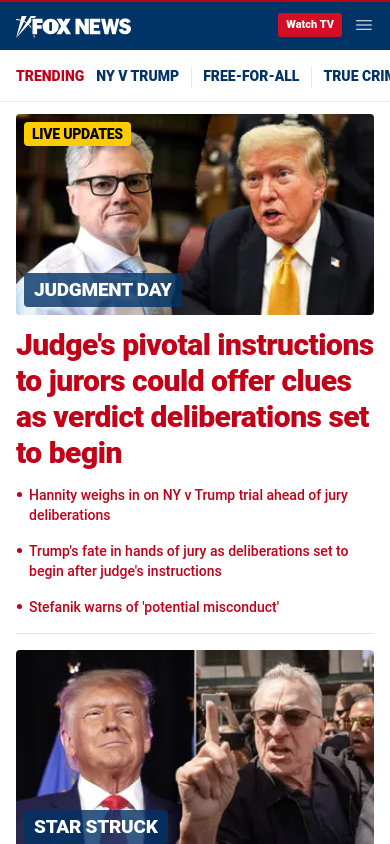 FOX NEWS
Watch TV
TRENDING NY V TRUMP FREE-FOR-ALL TRUE CRIM
LIVE UPDATES
JUDGMENT DAY
Judge's pivotal instructions
to jurors could offer clues
as verdict deliberations set
to begin
• Hannity weighs in on NY v Trump trial ahead of jury
deliberations
• Trump's fate in hands of jury as deliberations set to
begin after judge's instructions
• Stefanik warns of 'potential misconduct'
STAR STRUCK